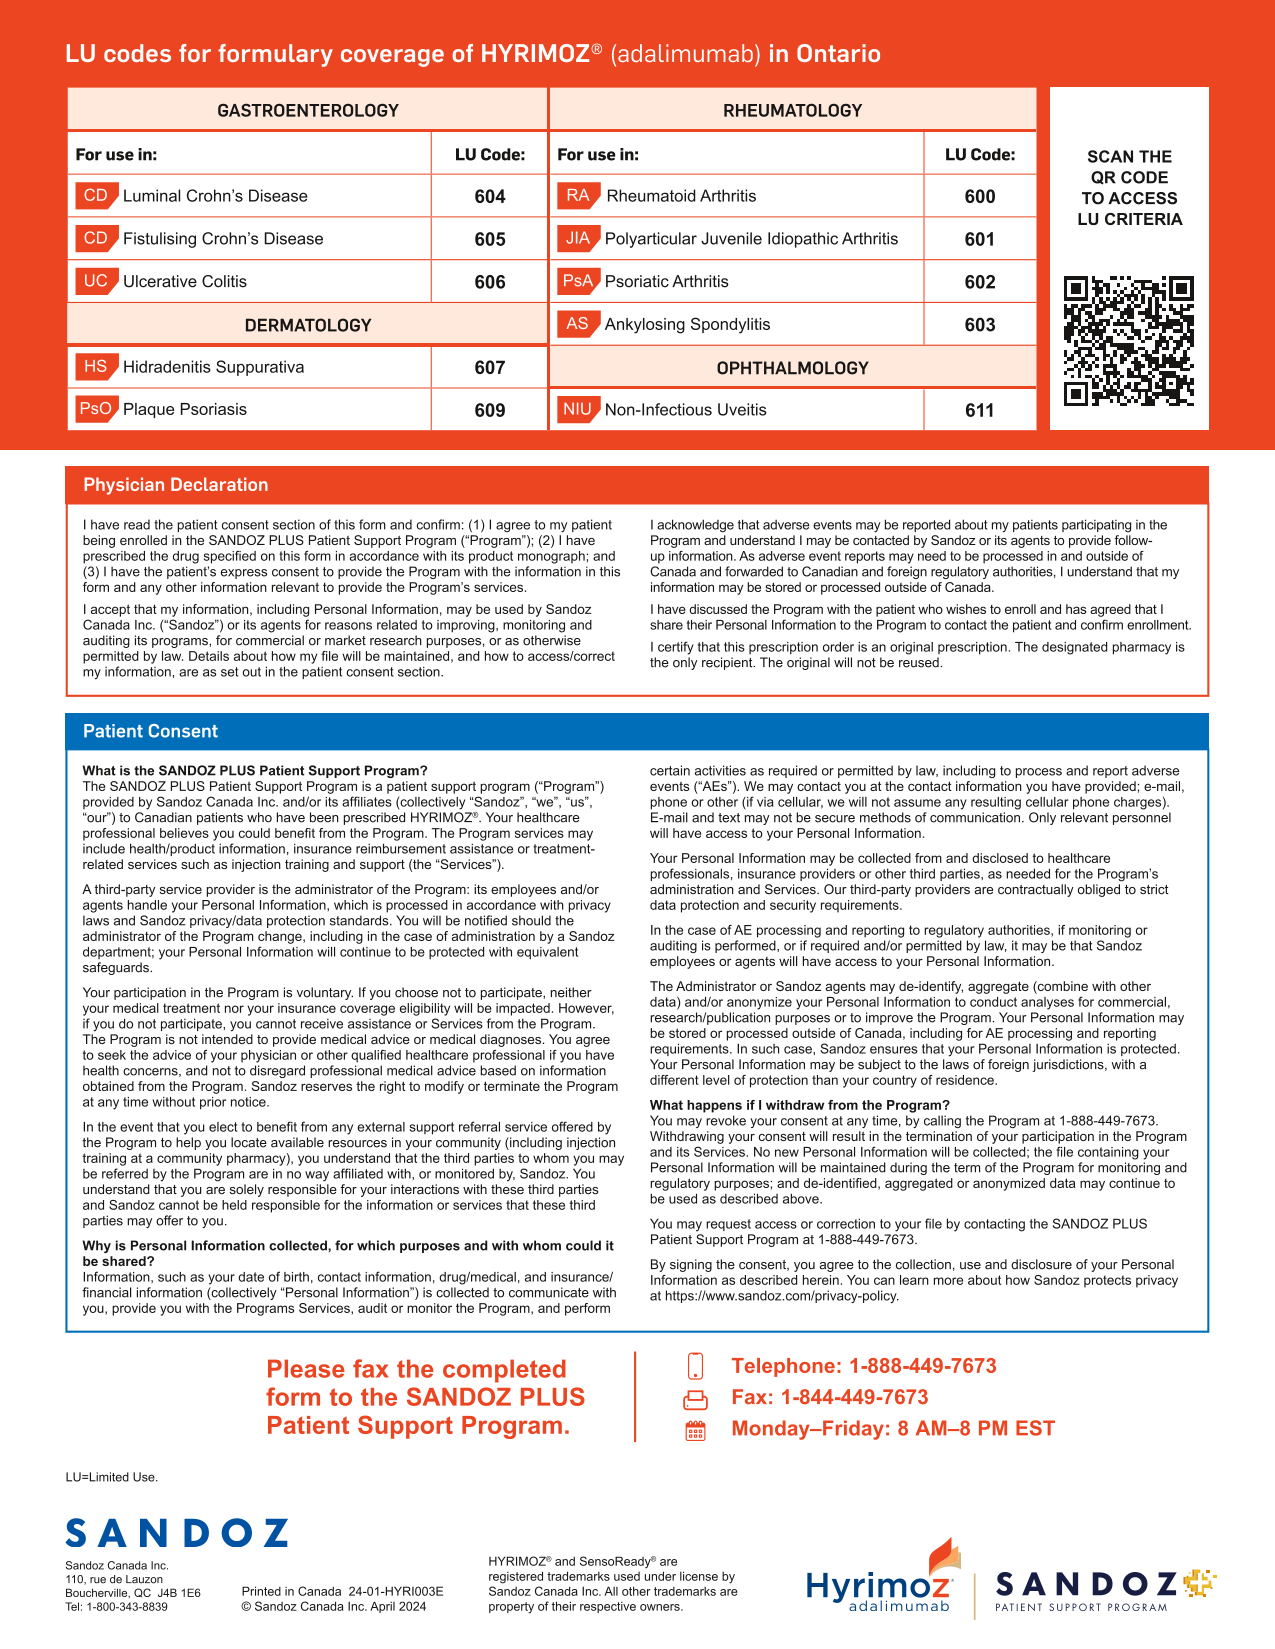 LU codes for formulary coverage of HYRIMOZ® (adalimumab) in Ontario
GASTROENTEROLOGY
For use in: LU Code:
CD Luminal Crohn's Disease 604
CD Fistulising Crohn's Disease 605
UC Ulcerative Colitis 606
DERMATOLOGY
HS Hidradenitis Suppurativa 607
PsO Plaque Psoriasis 609
RHEUMATOLOGY
For use in: LU Code:
RA Rheumatoid Arthritis 600
JIA Polyarticular Juvenile Idiopathic Arthritis 601
PsA Psoriatic Arthritis 602
AS Ankylosing Spondylitis 603
OPHTHALMOLOGY
NIU Non-Infectious Uveitis 611
SCAN THE
QR CODE
TO ACCESS
LU CRITERIA
Physician Declaration
I have read the patient consent section of this form and confirm: (1) I agree to my patient
being enrolled in the SANDOZ PLUS Patient Support Program (“Program”); (2) I have
prescribed the drug specified on this form in accordance with its product monograph; and
(3) I have the patient's express consent to provide the Program with the information in this
form and any other information relevant to provide the Program's services.
I accept that my information, including Personal Information, may be used by Sandoz
Canada Inc. (“Sandoz”) or its agents for reasons related to improving, monitoring and
auditing its programs, for commercial or market research purposes, or as otherwise
permitted by law. Details about how my file will be maintained, and how to access/correct
my information, are as set out in the patient consent section.
I acknowledge that adverse events may be reported about my patients participating in the
Program and understand I may be contacted by Sandoz or its agents to provide follow-
up information. As adverse event reports may need to be processed in and outside of
Canada and forwarded to Canadian and foreign regulatory authorities, I understand that my
information may be stored or processed outside of Canada.
I have discussed the Program with the patient who wishes to enroll and has agreed that I
share their Personal Information to the Program to contact the patient and confirm enrollment.
I certify that this prescription order is an original prescription. The designated pharmacy is
the only recipient. The original will not be reused.
Patient Consent
What is the SANDOZ PLUS Patient Support Program?
The SANDOZ PLUS Patient Support Program is a patient support program (“Program”)
provided by Sandoz Canada Inc. and/or its affiliates (collectively “Sandoz”, “we”, “us”,
“our”) to Canadian patients who have been prescribed HYRIMOZ®. Your healthcare
professional believes you could benefit from the Program. The Program services may
include health/product information, insurance reimbursement assistance or treatment-
related services such as injection training and support (the “Services”).
A third-party service provider is the administrator of the Program: its employees and/or
agents handle your Personal Information, which is processed in accordance with privacy
laws and Sandoz privacy/data protection standards. You will be notified should the
administrator of the Program change, including in the case of administration by a Sandoz
department; your Personal Information will continue to be protected with equivalent
safeguards.
Your participation in the Program is voluntary. If you choose not to participate, neither
your medical treatment nor your insurance coverage eligibility will be impacted. However,
if you do not participate, you cannot receive assistance or Services from the Program.
The Program is not intended to provide medical advice or medical diagnoses. You agree
to seek the advice of your physician or other qualified healthcare professional if you have
health concerns, and not to disregard professional medical advice based on information
obtained from the Program. Sandoz reserves the right to modify or terminate the Program
at any time without prior notice.
In the event that you elect to benefit from any external support referral service offered by
the Program to help you locate available resources in your community (including injection
training at a community pharmacy), you understand that the third parties to whom you may
be referred by the Program are in no way affiliated with, or monitored by, Sandoz. You
understand that you are solely responsible for your interactions with these third parties
and Sandoz cannot be held responsible for the information or services that these third
parties may offer to you.
Why is Personal Information collected, for which purposes and with whom could it
be shared?
Information, such as your date of birth, contact information, drug/medical, and insurance/
financial information (collectively “Personal Information”) is collected to communicate with
you, provide you with the Programs Services, audit or monitor the Program, and perform
certain activities as required or permitted by law, including to process and report adverse
events (“AEs”). We may contact you at the contact information you have provided; e-mail,
phone or other (if via cellular, we will not assume any resulting cellular phone charges).
E-mail and text may not be secure methods of communication. Only relevant personnel
will have access to your Personal Information.
Your Personal Information may be collected from and disclosed to healthcare
professionals, insurance providers or other third parties, as needed for the Program's
administration and Services. Our third-party providers are contractually obliged to strict
data protection and security requirements.
In the case of AE processing and reporting to regulatory authorities, if monitoring or
auditing is performed, or if required and/or permitted by law, it may be that Sandoz
employees or agents will have access to your Personal Information.
The Administrator or Sandoz agents may de-identify, aggregate (combine with other
data) and/or anonymize your Personal Information to conduct analyses for commercial,
research/publication purposes or to improve the Program. Your Personal Information may
be stored or processed outside of Canada, including for AE processing and reporting
requirements. In such case, Sandoz ensures that your Personal Information is protected.
Your Personal Information may be subject to the laws of foreign jurisdictions, with a
different level of protection than your country of residence.
What happens if I withdraw from the Program?
You may revoke your consent at any time, by calling the Program at 1-888-449-7673.
Withdrawing your consent will result in the termination of your participation in the Program
and its Services. No new Personal Information will be collected; the file containing your
Personal Information will be maintained during the term of the Program for monitoring and
regulatory purposes; and de-identified, aggregated or anonymized data may continue to
be used as described above.
You may request access or correction to your file by contacting the SANDOZ PLUS
Patient Support Program at 1-888-449-7673.
By signing the consent, you agree to the collection, use and disclosure of your Personal
Information as described herein. You can learn more about how Sandoz protects privacy
at https://www.sandoz.com/privacy-policy.
Please fax the completed
form to the SANDOZ PLUS
Patient Support Program.
Telephone: 1-888-449-7673
Fax: 1-844-449-7673
Monday–Friday: 8 AM–8 PM EST
LU=Limited Use.
SANDOZ
Sandoz Canada Inc.
110, rue de Lauzon
Boucherville, QC J4B 1E6
Tel: 1-800-343-8839
Printed in Canada 24-01-HYRI003E
© Sandoz Canada Inc. April 2024
HYRIMOZ® and SensoReady® are
registered trademarks used under license by
Sandoz Canada Inc. All other trademarks are
property of their respective owners.
Hyrimoz
adalimumab
SANDOZ
PATIENT SUPPORT PROGRAM